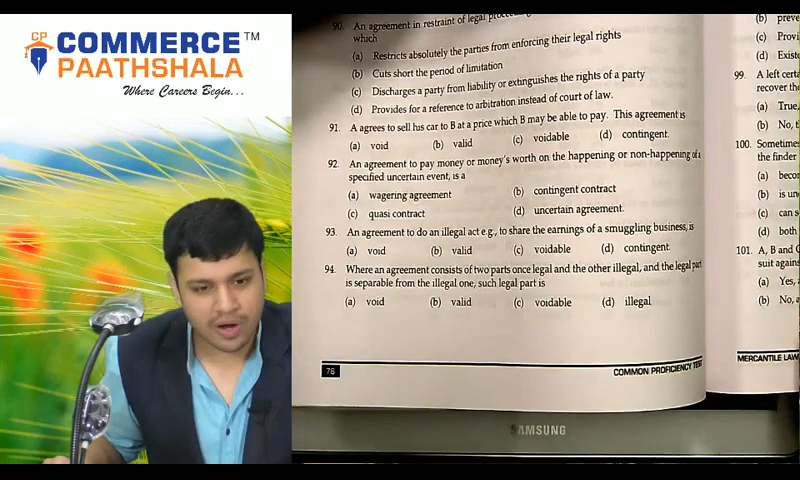 CP
COMMERCE™
PAATHSHALA
Where Careers Begin...
90. An agreement in restraint of legal
which
(a) Restricts absolutely the parties from enforcing their legal rights
(b) Cuts short the period of limitation
(c) Discharges a party from liability or extinguishes the rights of a party
(d) Provides for a reference to arbitration instead of court of law.
91. A agrees to sell his car to B at a price which B may be able to pay. This agreement is
(a) void (b) valid (c) voidable (d) contingent.
92. An agreement to pay money or money's worth on the happening or non-happening of a
specified uncertain event, is a
(a) wagering agreement (b) contingent contract
(c) quasi contract (d) uncertain agreement.
93. An agreement to do an illegal act e.g., to share the earnings of a smuggling business, is
(a) void (b) valid (c) voidable (d) contingent.
94. Where an agreement consists of two parts once legal and the other illegal, and the legal part
is separable from the illegal one, such legal part is
(a) void (b) valid (c) voidable (d) illegal
76 COMMON PROFICIENCY TEST
(b) preve
(c) Provi
(d) Existe
99. A left certa
recover the
(a) True,
(b) No, t
100. Sometimes
the finder
(a) beco
(b) is un
(c) can s
(d) both
101. A, B and C
suit agains
(a) Yes, a
(b) No, a
MERCANTILE LAW
SAMSUNG